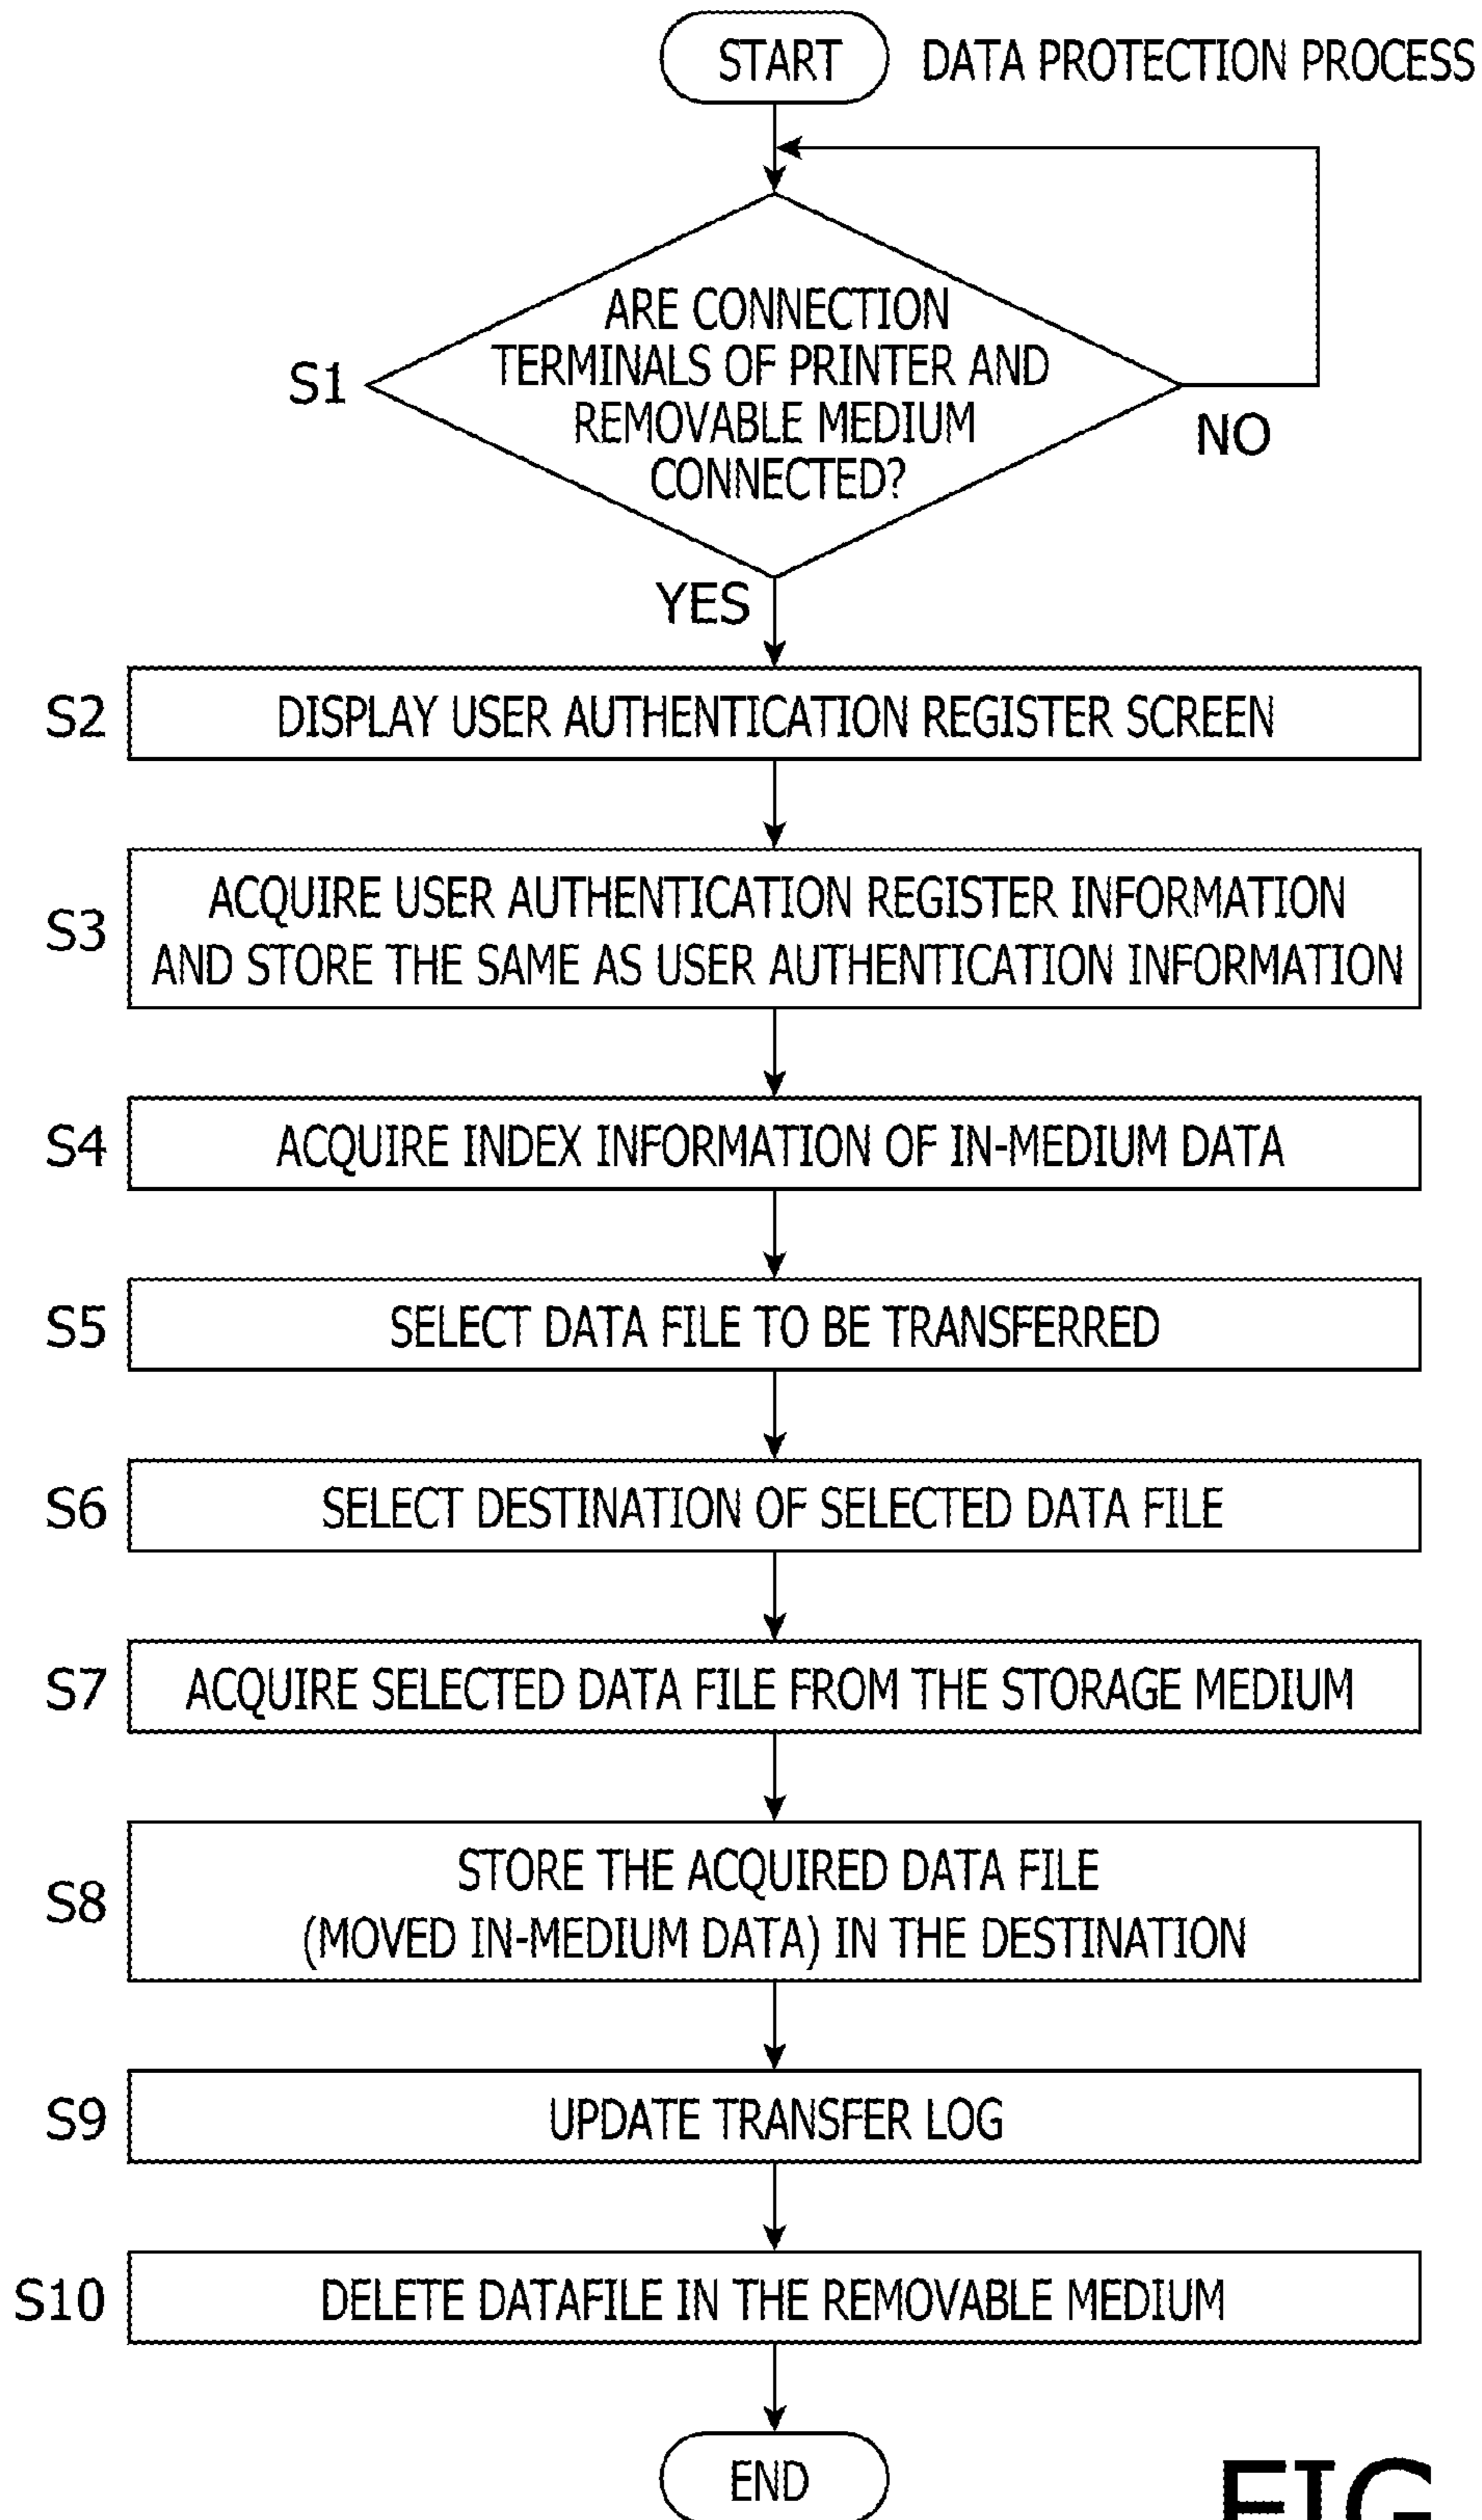 START
DATA PROTECTION PROCESS
S1
ARE CONNECTION
TERMINALS OF PRINTER AND
REMOVABLE MEDIUM
CONNECTED?
NO
YES
S2
DISPLAY USER AUTHENTICATION REGISTER SCREEN
S3
ACQUIRE USER AUTHENTICATION REGISTER INFORMATION
AND STORE THE SAME AS USER AUTHENTICATION INFORMATION
S4
ACQUIRE INDEX INFORMATION OF IN-MEDIUM DATA
S5
SELECT DATA FILE TO BE TRANSFERRED
S6
SELECT DESTINATION OF SELECTED DATA FILE
S7
ACQUIRE SELECTED DATA FILE FROM THE STORAGE MEDIUM
S8
STORE THE ACQUIRED DATA FILE
(MOVED IN-MEDIUM DATA) IN THE DESTINATION
S9
UPDATE TRANSFER LOG
S10
DELETE DATAFILE IN THE REMOVABLE MEDIUM
END